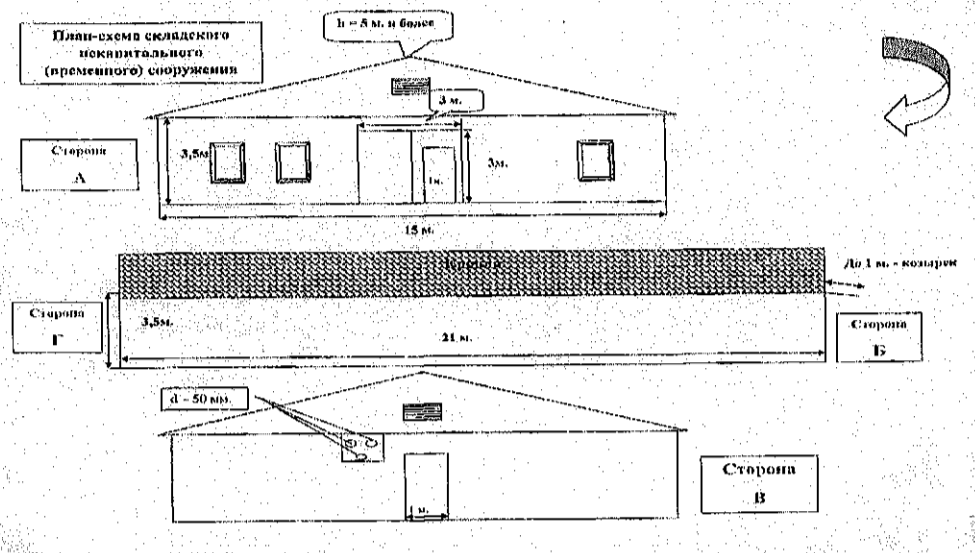 План-схема складского
некапитального
(временного) сооружения
h = 5 м. и более
3 м.
Сторона
А
3,5м
3м.
1м.
15 м.
До 1 м. - козырек
Сторона
Г
3,5м.
21 м.
Сторона
Б
d - 50 мм.
Сторона
В
м.